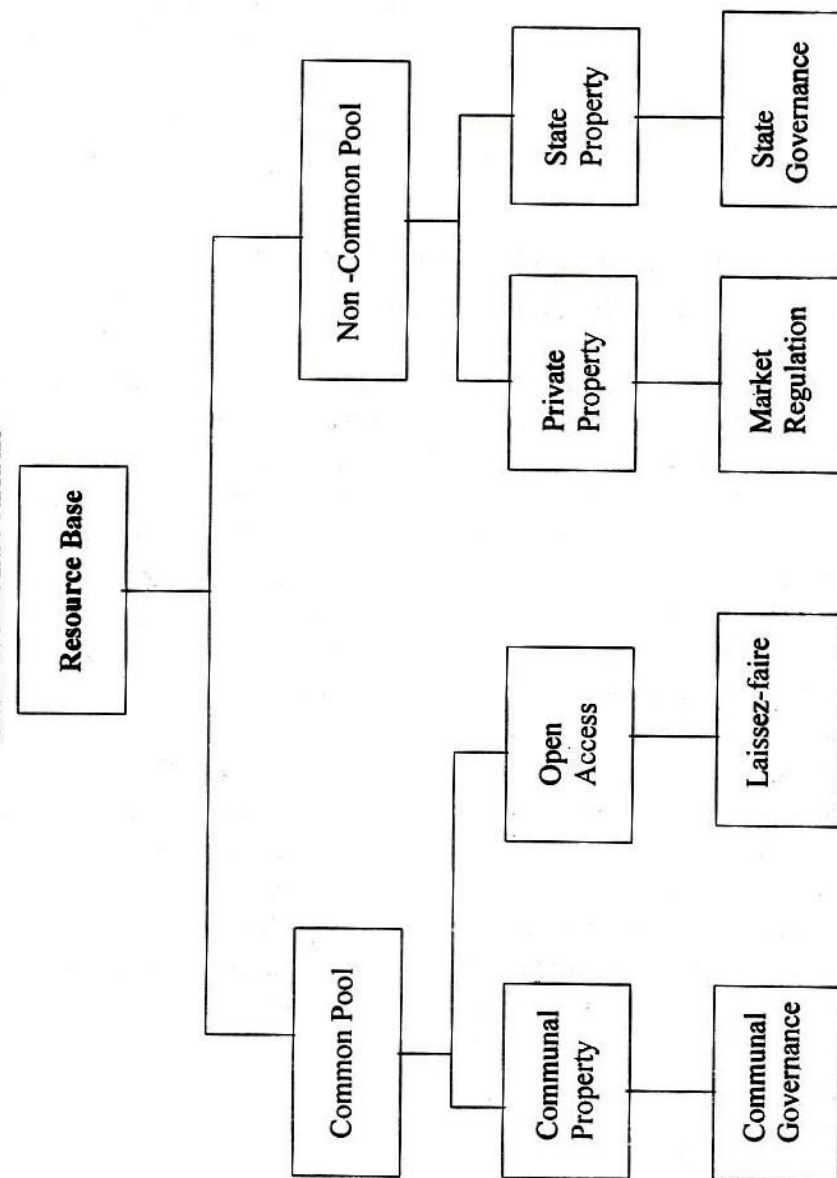 Resource Base
Common Pool
Non -Common Pool
Communal
Property
Open
Access
Private
Property
State
Property
Communal
Governance
Laissez-faire
Market
Regulation
State
Governance